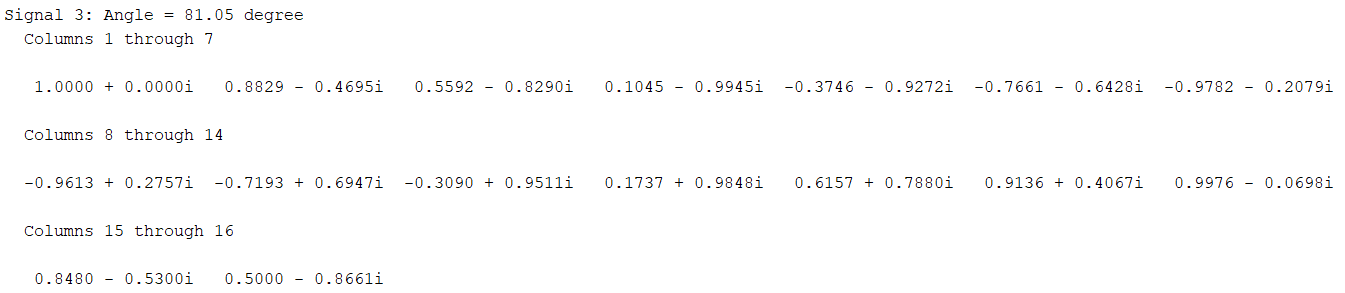 Signal 3: Angle = 81.05 degree
Columns 1 through 7
1.0000 + 0.0000i 0.8829 - 0.4695i 0.5592 - 0.8290i 0.1045 - 0.9945i -0.3746 - 0.9272i -0.7661 - 0.6428i -0.9782 - 0.2079i
Columns 8 through 14
-0.9613 + 0.2757i -0.7193 + 0.6947i -0.3090 + 0.9511i 0.1737 + 0.9848i 0.6157 + 0.7880i 0.9136 + 0.4067i 0.9976 - 0.0698i
Columns 15 through 16
0.8480 - 0.5300i 0.5000 - 0.8661i